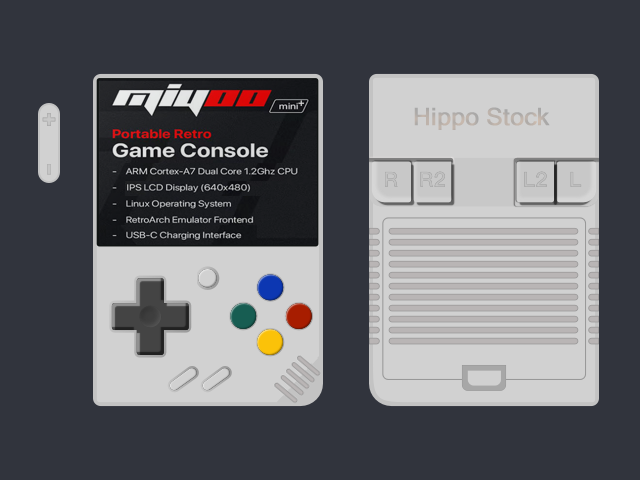 miyoo mini+
Portable Retro
Game Console
- ARM Cortex-A7 Dual Core 1.2Ghz CPU
- IPS LCD Display (640x480)
- Linux Operating System
- RetroArch Emulator Frontend
- USB-C Charging Interface
Hippo Stock
R R2 L2 L